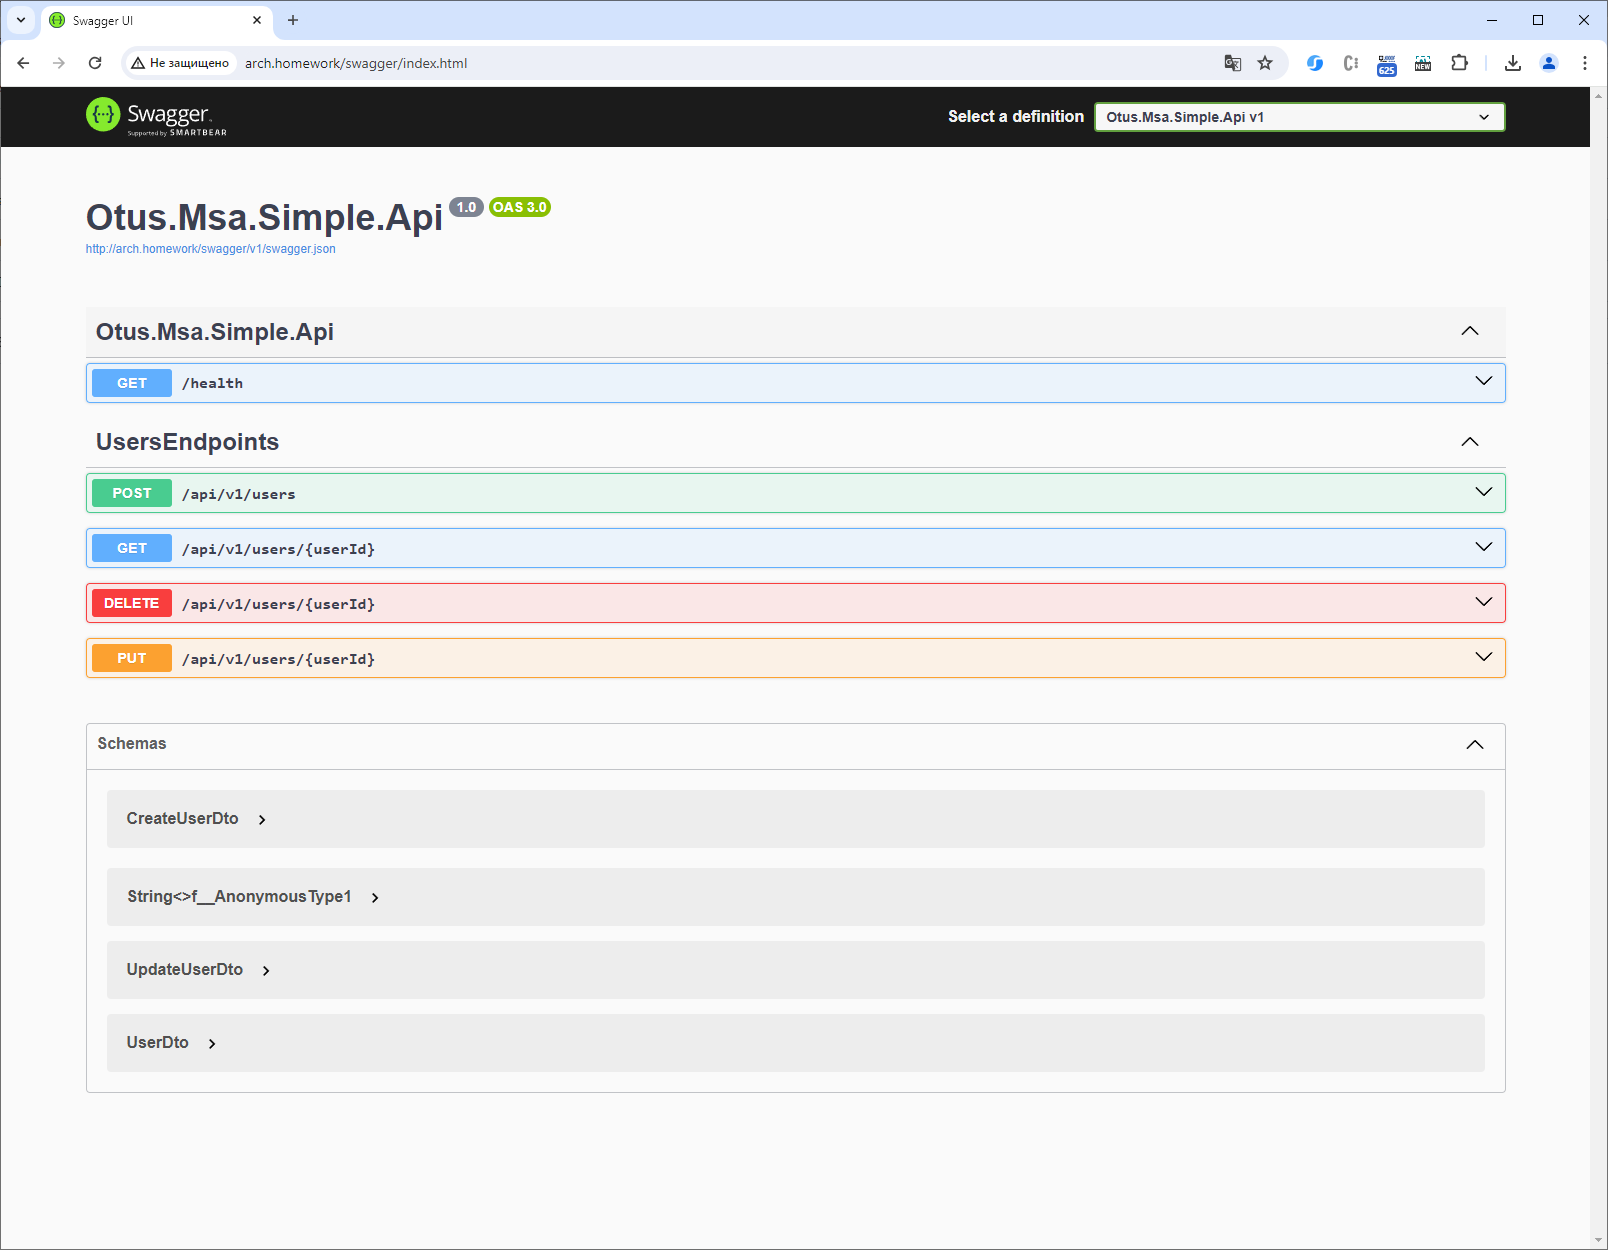 Swagger UI
Не защищено
arch.homework/swagger/index.html
625
NEW
Swagger.
Supported by SMARTBEAR
Select a definition
Otus.Msa.Simple.Api v1
Otus.Msa.Simple.Api 1.0 OAS 3.0
http://arch.homework/swagger/v1/swagger.json
Otus.Msa.Simple.Api
GET /health
UsersEndpoints
POST /api/v1/users
GET /api/v1/users/{userId}
DELETE /api/v1/users/{userId}
PUT /api/v1/users/{userId}
Schemas
CreateUserDto
String<>f__AnonymousType1
UpdateUserDto
UserDto